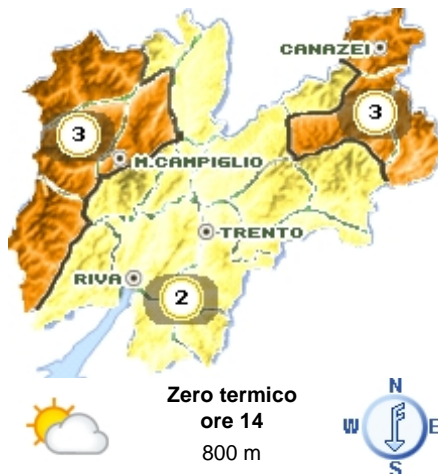 CANAZEI
3
3
M.CAMPIGLIO
TRENTO
RIVA
2
Zero termico
ore 14
800 m
N
W E
S